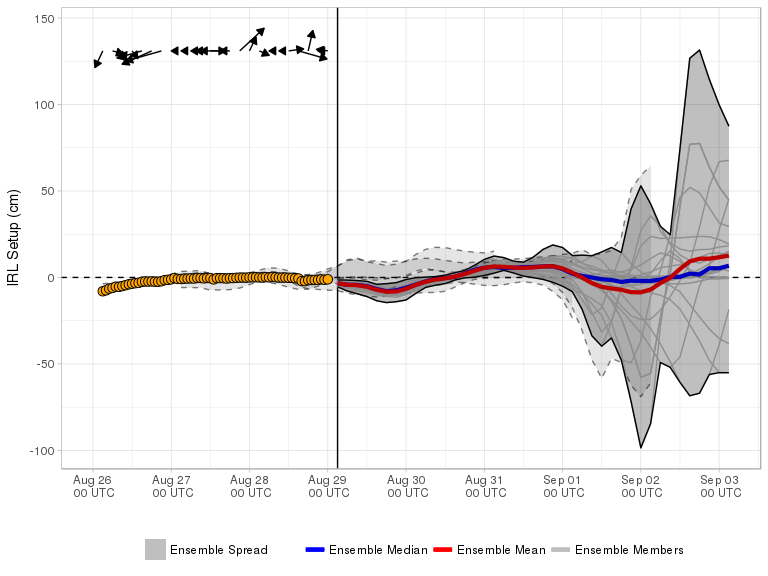 150
100
50
0
-50
-100
IRL Setup (cm)
Aug 26 Aug 27 Aug 28 Aug 29 Aug 30 Aug 31 Sep 01 Sep 02 Sep 03
00 UTC 00 UTC 00 UTC 00 UTC 00 UTC 00 UTC 00 UTC 00 UTC 00 UTC
Ensemble Spread Ensemble Median Ensemble Mean Ensemble Members